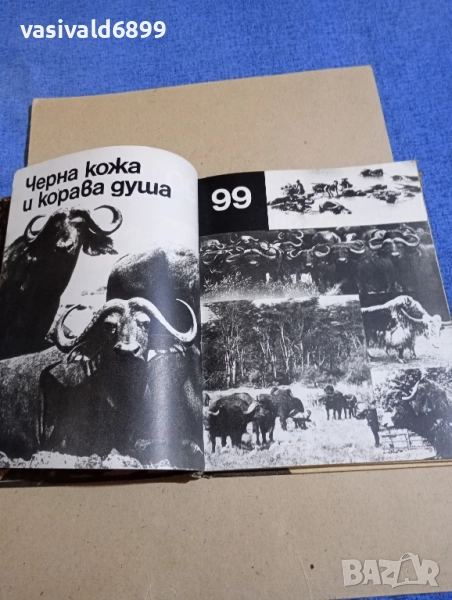 vasivald6899
Черна кожа
и корава душа
99
BAZAR